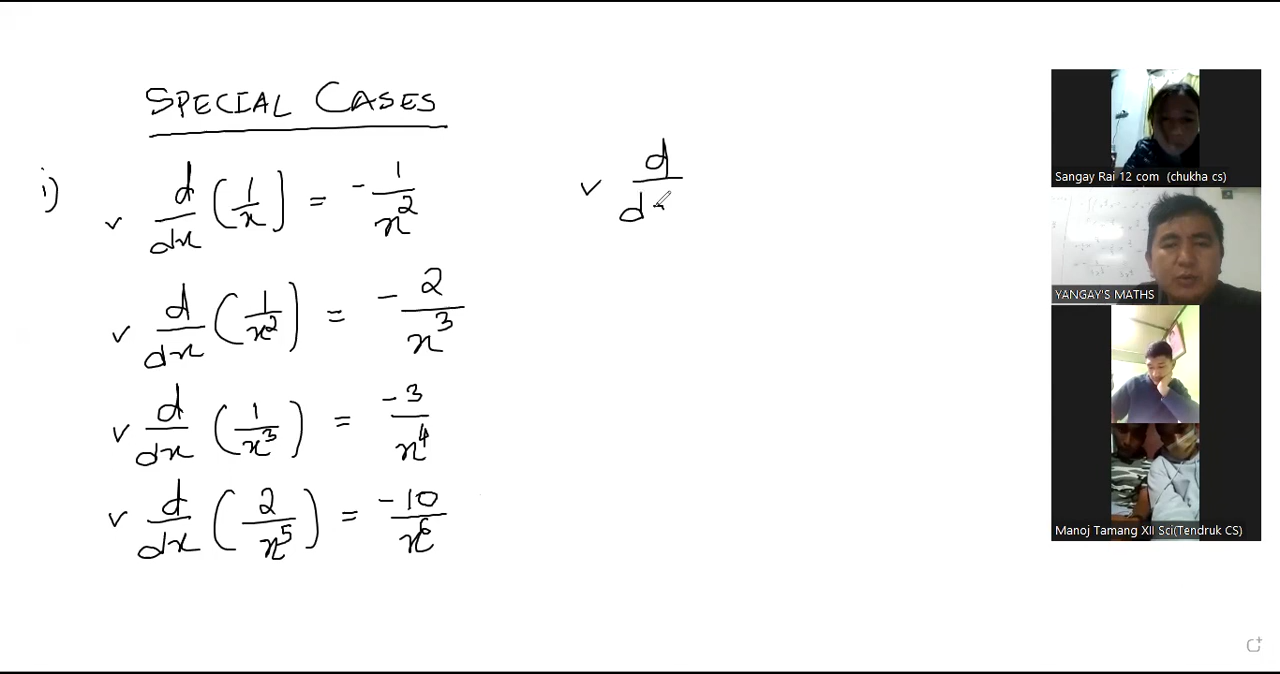 SPECIAL CASES
i) ✓ d/dx (1/x) = -1/x²
✓ d/dx (1/x²) = -2/x³
✓ d/dx (1/x³) = -3/x⁴
✓ d/dx (2/x⁵) = -10/x⁶
✓ d/d
Sangay Rai 12 com (chukha cs)
YANGAY'S MATHS
Manoj Tamang XII Sci(Tendruk CS)